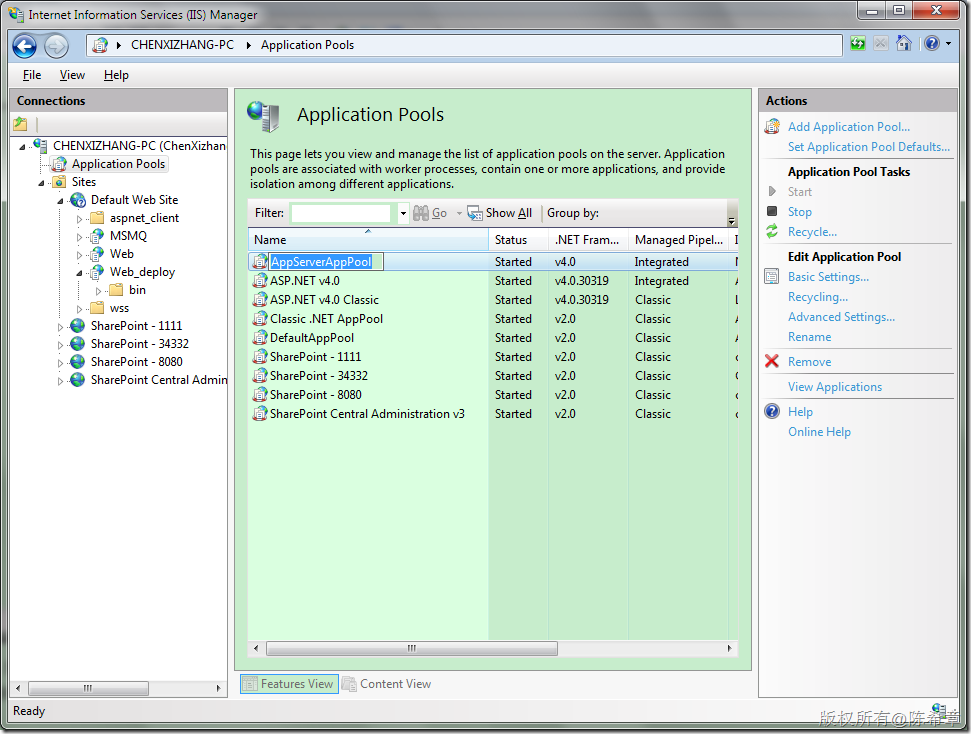 Internet Information Services (IIS) Manager
CHENXIZHANG-PC
Application Pools
File View Help
Connections
CHENXIZHANG-PC (ChenXizhan
Application Pools
Sites
Default Web Site
aspnet_client
MSMQ
Web
Web_deploy
bin
wss
SharePoint - 1111
SharePoint - 34332
SharePoint - 8080
SharePoint Central Admin
Application Pools
This page lets you view and manage the list of application pools on the server. Application
pools are associated with worker processes, contain one or more applications, and provide
isolation among different applications.
Filter: Go Show All Group by:
Name Status .NET Fram... Managed Pipel...
AppServerAppPool Started v4.0 Integrated
ASP.NET v4.0 Started v4.0.30319 Integrated
ASP.NET v4.0 Classic Started v4.0.30319 Classic
Classic .NET AppPool Started v2.0 Classic
DefaultAppPool Started v2.0 Classic
SharePoint - 1111 Started v2.0 Classic
SharePoint - 34332 Started v2.0 Classic
SharePoint - 8080 Started v2.0 Classic
SharePoint Central Administration v3 Started v2.0 Classic
Features View Content View
Actions
Add Application Pool...
Set Application Pool Defaults...
Application Pool Tasks
Start
Stop
Recycle...
Edit Application Pool
Basic Settings...
Recycling...
Advanced Settings...
Rename
Remove
View Applications
Help
Online Help
Ready
版权所有@陈希章